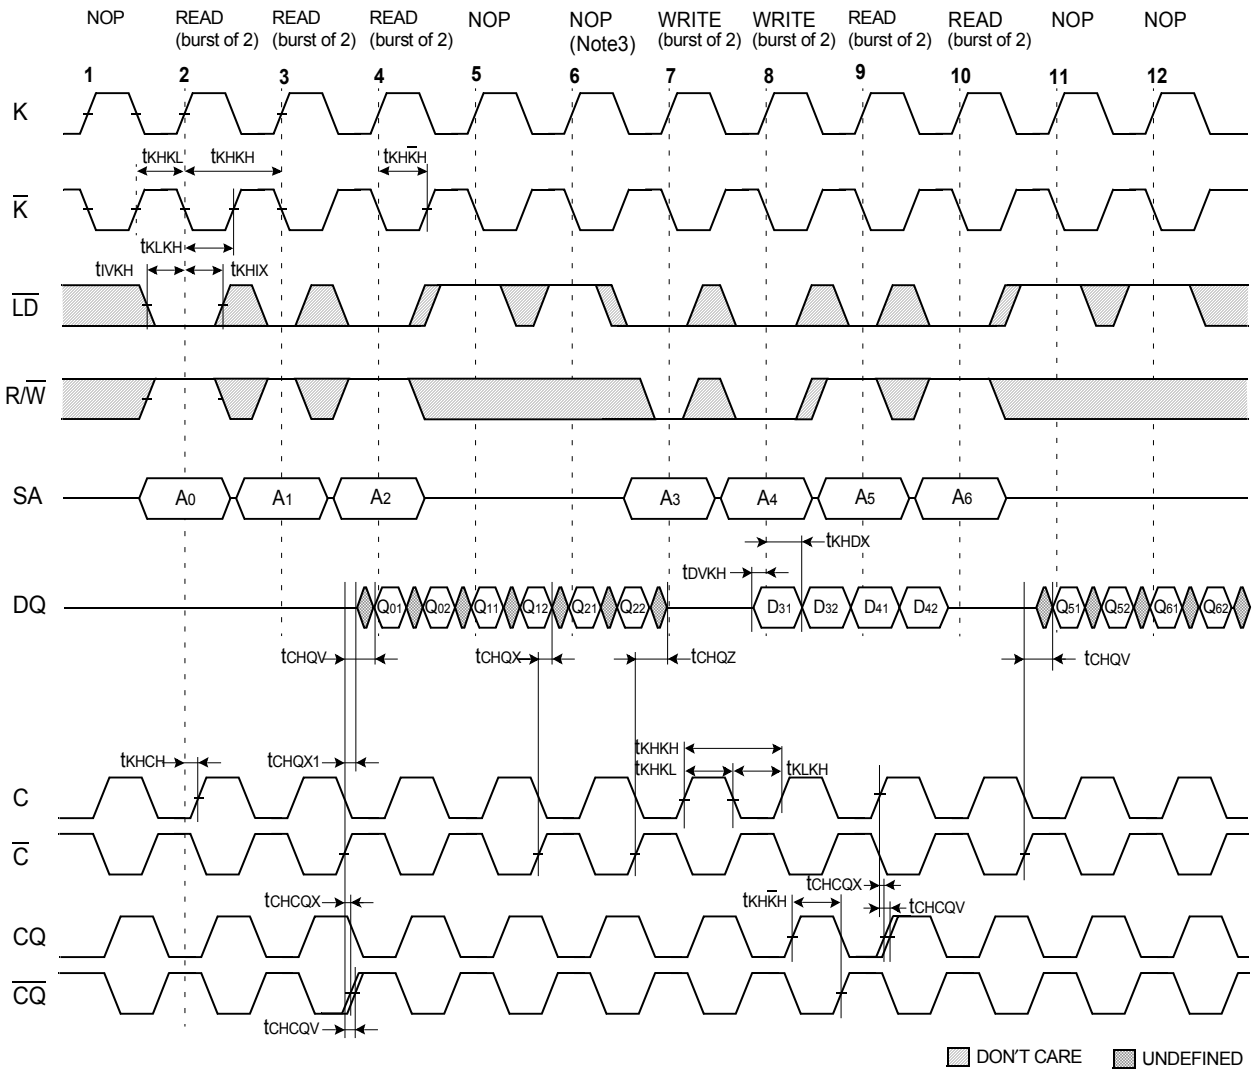 NOP READ READ READ NOP NOP WRITE WRITE READ READ NOP NOP
(burst of 2) (burst of 2) (burst of 2) (Note3) (burst of 2) (burst of 2) (burst of 2) (burst of 2)
1 2 3 4 5 6 7 8 9 10 11 12
K
tKHKL tKHKH tKHK̅H
K̅
tKLKH
tIVKH tKHIX
L̅D̅
R/W̅
SA A0 A1 A2 A3 A4 A5 A6
tKHDX
tDVKH
DQ Q01 Q02 Q11 Q12 Q21 Q22 D31 D32 D41 D42 Q51 Q52 Q61 Q62
tCHQV tCHQX tCHQZ tCHQV
tKHKH
tKHCH tCHQX1 tKHKL tKLKH
C
C̅
tCHCQX tKHK̅H tCHCQX
tCHCQV
CQ
C̅Q̅
tCHCQV
DON'T CARE UNDEFINED